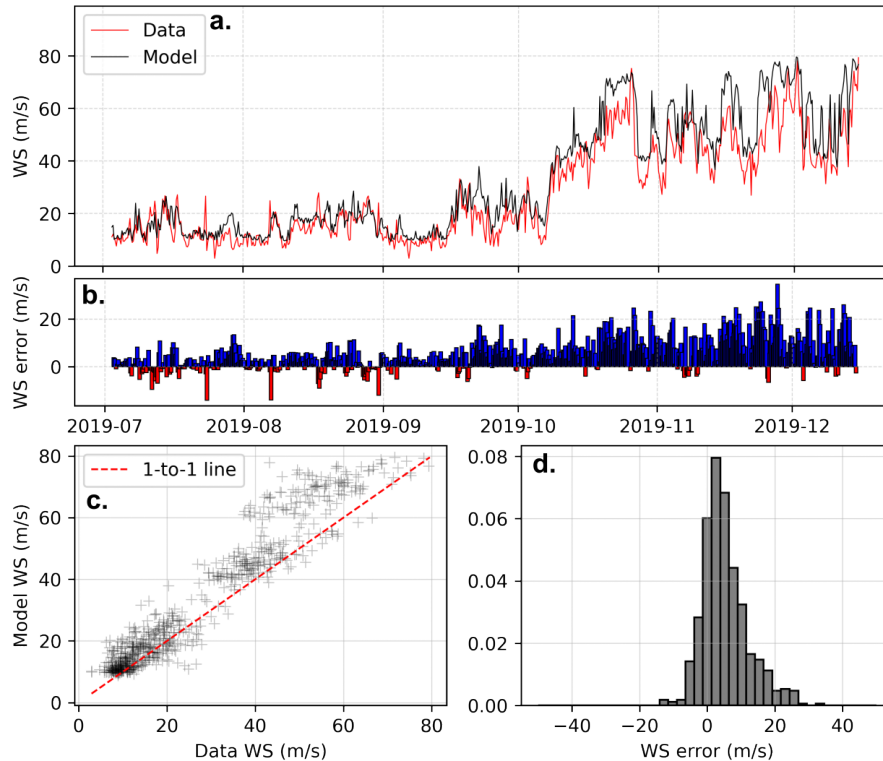 a.
Data
Model
WS (m/s)
80
60
40
20
0
b.
WS error (m/s)
20
0
2019-07
2019-08
2019-09
2019-10
2019-11
2019-12
1-to-1 line
c.
Model WS (m/s)
80
60
40
20
0
0
20
40
60
80
Data WS (m/s)
d.
0.08
0.06
0.04
0.02
0.00
−40
−20
0
20
40
WS error (m/s)